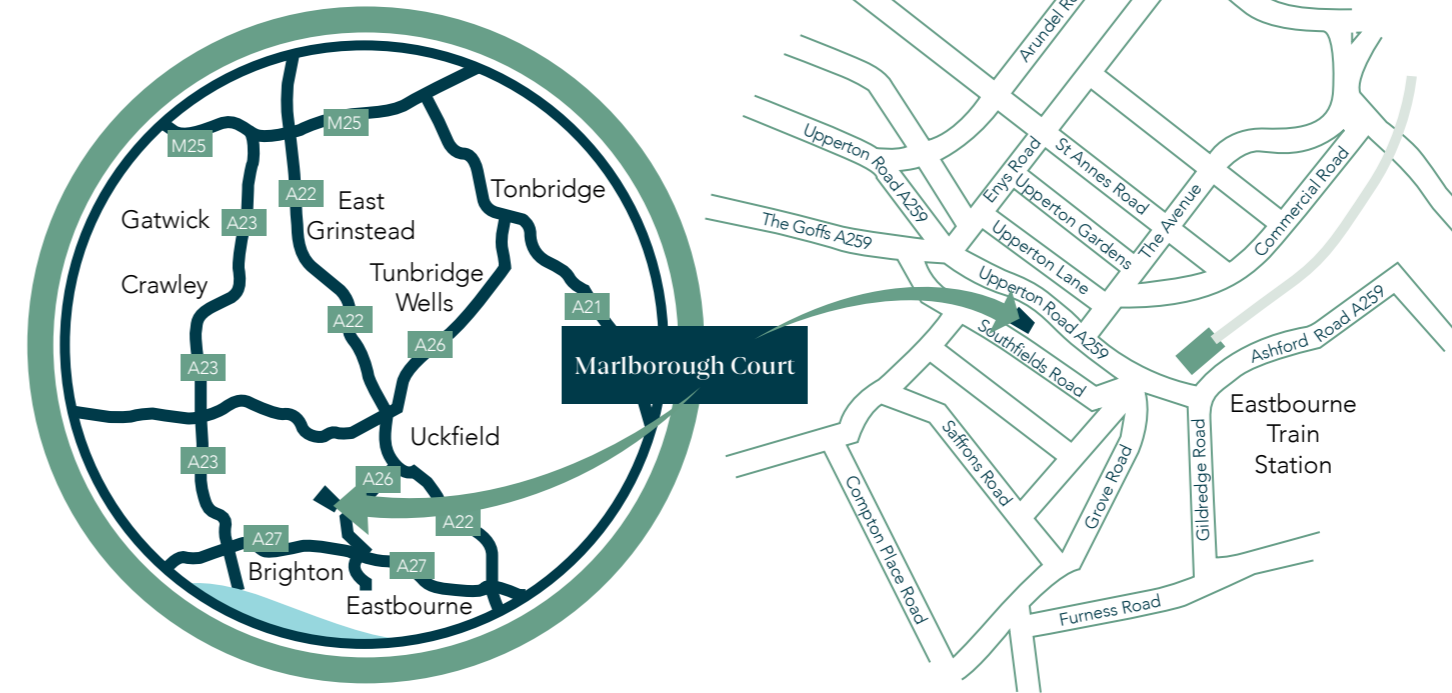 M25
M25
A22
A23
Gatwick
East
Grinstead
Tonbridge
Crawley
Tunbridge
Wells
A22
A21
A26
A23
Marlborough Court
Uckfield
A23
A26
A22
A27
A27
Brighton
Eastbourne
Upperton Road A259
The Goffs A259
Enys Road
St Annes Road
Upperton Gardens
Upperton Lane
Upperton Road A259
The Avenue
Commercial Road
Southfields Road
Ashford Road A259
Eastbourne
Train
Station
Saffrons Road
Compton Place Road
Grove Road
Gildredge Road
Furness Road
Arundel